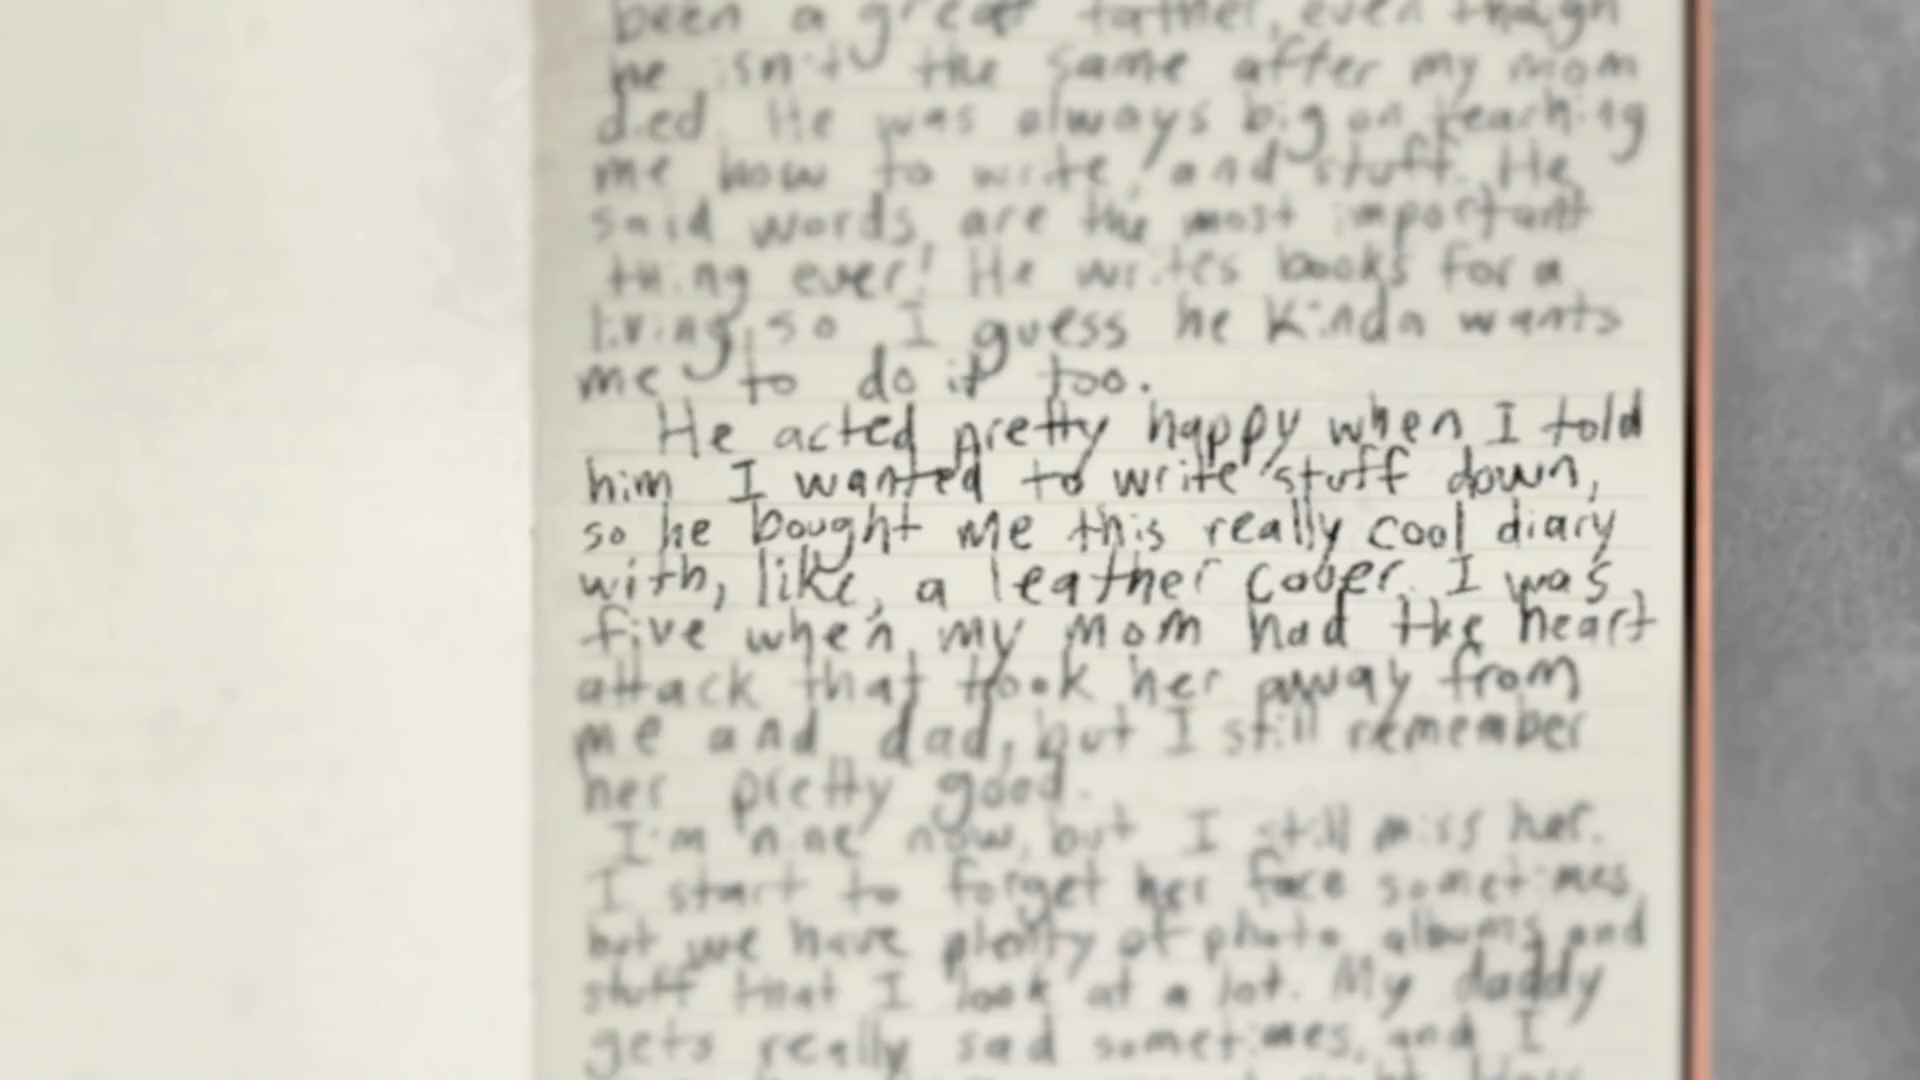 been a great father, even though
he isn't the same after my mom
died. He was always big on teaching
me how to write, and stuff. He
said words are the most important
thing ever! He writes books for a
living, so I guess he kinda wants
me to do it too.
He acted pretty happy when I told
him I wanted to write stuff down,
so he bought me this really cool diary
with, like, a leather cover. I was
five when my mom had the heart
attack that took her away from
me and dad, but I still remember
her pretty good.
I'm nine now, but I still miss her.
I start to forget her face sometimes,
but we have plenty of photo albums and
stuff that I look at a lot. My daddy
gets really sad sometimes, and I